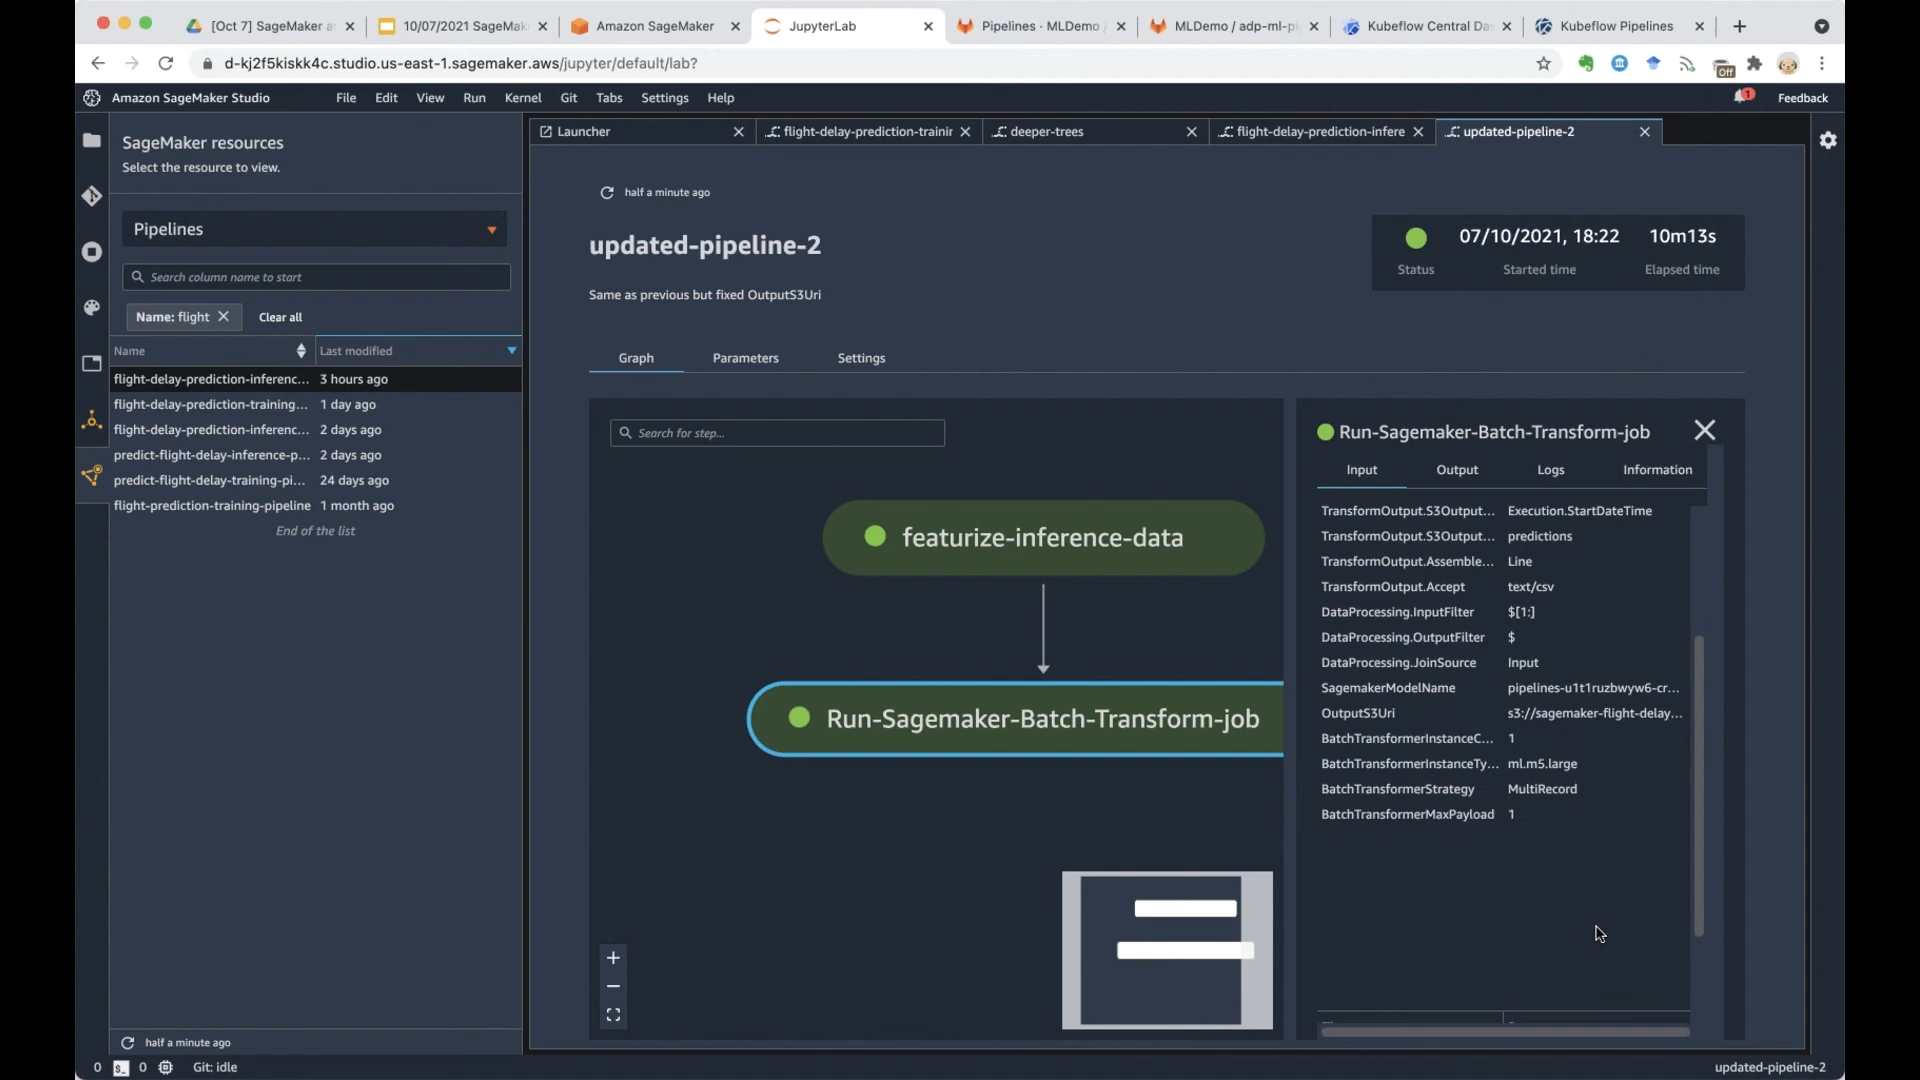 [Oct 7] SageMaker a
10/07/2021 SageMak
Amazon SageMaker
JupyterLab
Pipelines · MLDemo /
MLDemo / adp-ml-pi
Kubeflow Central Das
Kubeflow Pipelines
d-kj2f5kiskk4c.studio.us-east-1.sagemaker.aws/jupyter/default/lab?
Off
Amazon SageMaker Studio
File
Edit
View
Run
Kernel
Git
Tabs
Settings
Help
1
Feedback
SageMaker resources
Select the resource to view.
Pipelines
Search column name to start
Name: flight
Clear all
Name
Last modified
flight-delay-prediction-inferenc... 3 hours ago
flight-delay-prediction-training... 1 day ago
flight-delay-prediction-inferenc... 2 days ago
predict-flight-delay-inference-p... 2 days ago
predict-flight-delay-training-pi... 24 days ago
flight-prediction-training-pipeline 1 month ago
End of the list
half a minute ago
Launcher
flight-delay-prediction-trainir
deeper-trees
flight-delay-prediction-infere
updated-pipeline-2
half a minute ago
updated-pipeline-2
Same as previous but fixed OutputS3Uri
07/10/2021, 18:22
10m13s
Status
Started time
Elapsed time
Graph
Parameters
Settings
Search for step...
featurize-inference-data
Run-Sagemaker-Batch-Transform-job
Run-Sagemaker-Batch-Transform-job
Input
Output
Logs
Information
TransformOutput.S3Output... Execution.StartDateTime
TransformOutput.S3Output... predictions
TransformOutput.Assemble... Line
TransformOutput.Accept text/csv
DataProcessing.InputFilter $[1:]
DataProcessing.OutputFilter $
DataProcessing.JoinSource Input
SagemakerModelName pipelines-u1t1ruzbwyw6-cr...
OutputS3Uri s3://sagemaker-flight-delay...
BatchTransformerInstanceC... 1
BatchTransformerInstanceTy... ml.m5.large
BatchTransformerStrategy MultiRecord
BatchTransformerMaxPayload 1
0
0
Git: idle
updated-pipeline-2